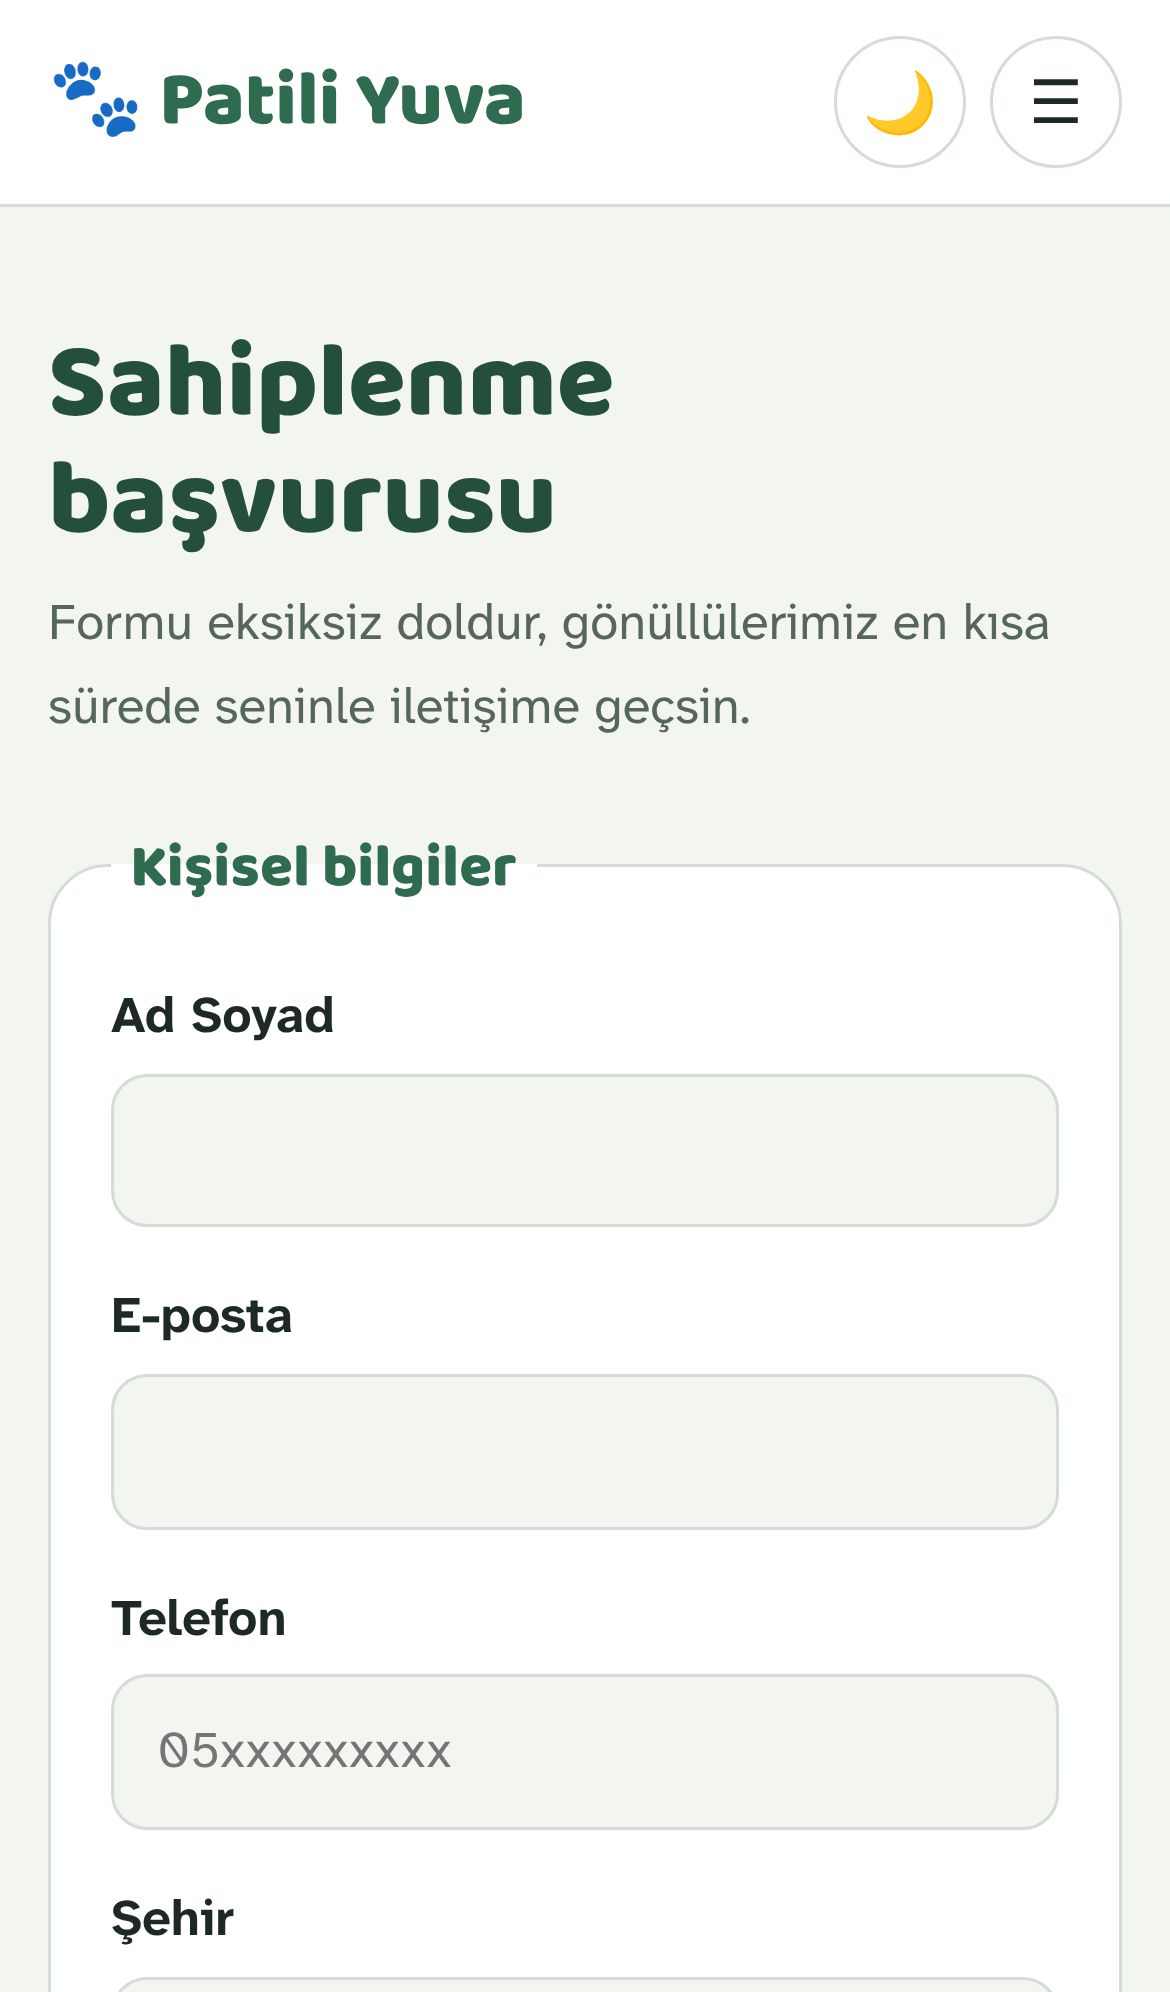 Patili Yuva
Sahiplenme
başvurusu
Formu eksiksiz doldur, gönüllülerimiz en kısa
sürede seninle iletişime geçsin.
Kişisel bilgiler
Ad Soyad
E-posta
Telefon
05xxxxxxxxx
Şehir